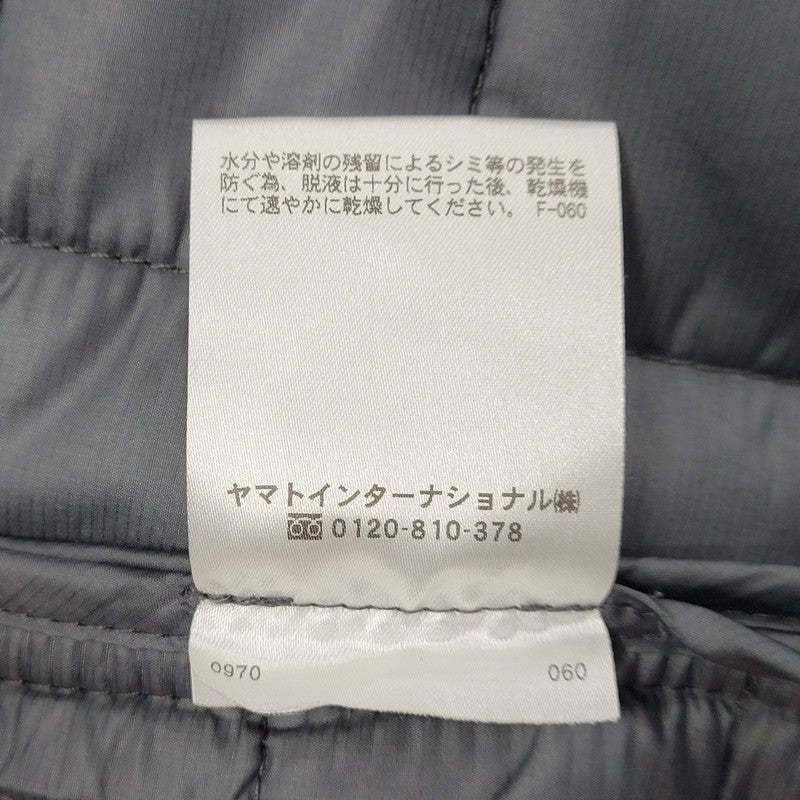 水分や溶剤の残留によるシミ等の発生を
防ぐ為、脱液は十分に行った後、乾燥機
にて速やかに乾燥してください。 F-060
ヤマトインターナショナル㈱
0120-810-378
0970 060